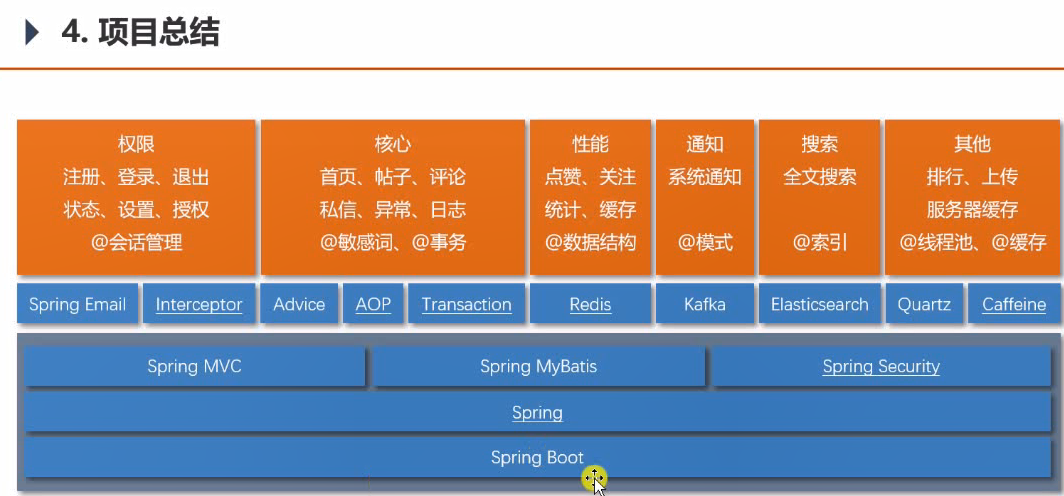 4. 项目总结
权限
注册、登录、退出
状态、设置、授权
@会话管理
核心
首页、帖子、评论
私信、异常、日志
@敏感词、@事务
性能
点赞、关注
统计、缓存
@数据结构
通知
系统通知
@模式
搜索
全文搜索
@索引
其他
排行、上传
服务器缓存
@线程池、@缓存
Spring Email
Interceptor
Advice
AOP
Transaction
Redis
Kafka
Elasticsearch
Quartz
Caffeine
Spring MVC
Spring MyBatis
Spring Security
Spring
Spring Boot